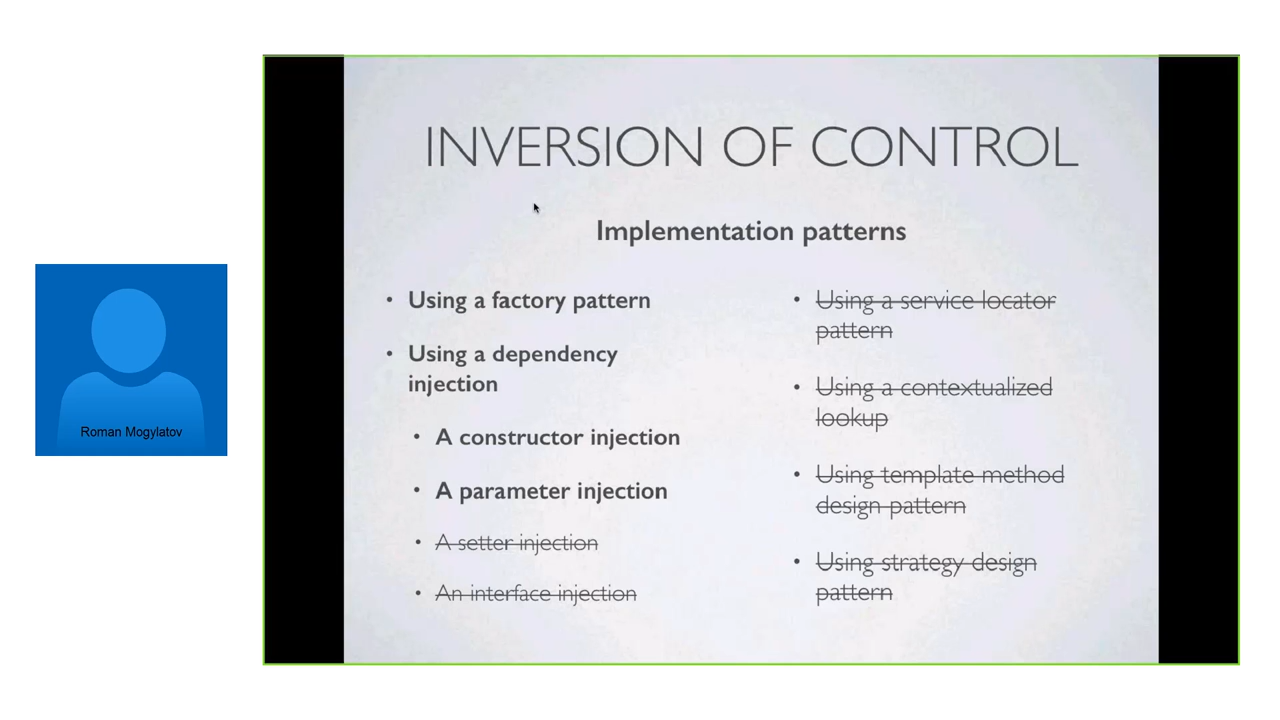 INVERSION OF CONTROL
Implementation patterns
• Using a factory pattern
• Using a dependency
injection
• A constructor injection
• A parameter injection
• A setter injection
• An interface injection
• Using a service locator
pattern
• Using a contextualized
lookup
• Using template method
design pattern
• Using strategy design
pattern
Roman Mogylatov